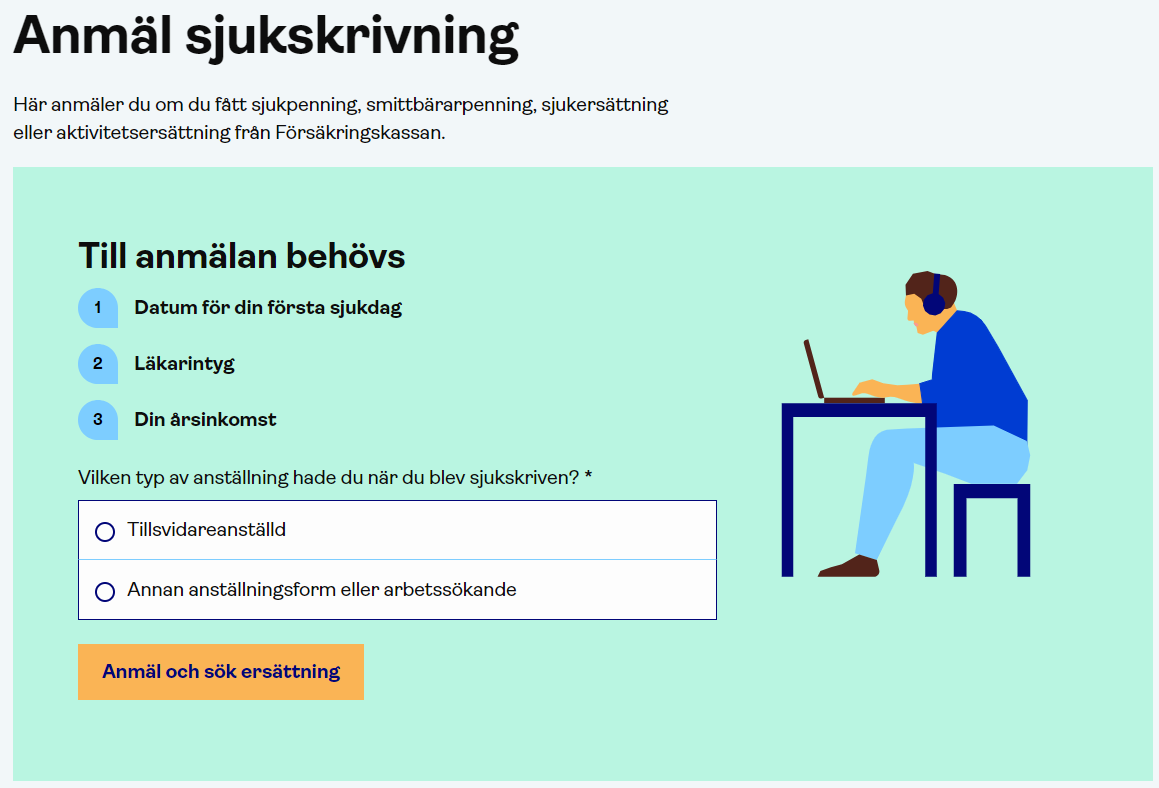 Anmäl sjukskrivning
Här anmäler du om du fått sjukpenning, smittbärarpenning, sjukersättning
eller aktivitetsersättning från Försäkringskassan.
Till anmälan behövs
1 Datum för din första sjukdag
2 Läkarintyg
3 Din årsinkomst
Vilken typ av anställning hade du när du blev sjukskriven? *
Tillsvidareanställd
Annan anställningsform eller arbetssökande
Anmäl och sök ersättning